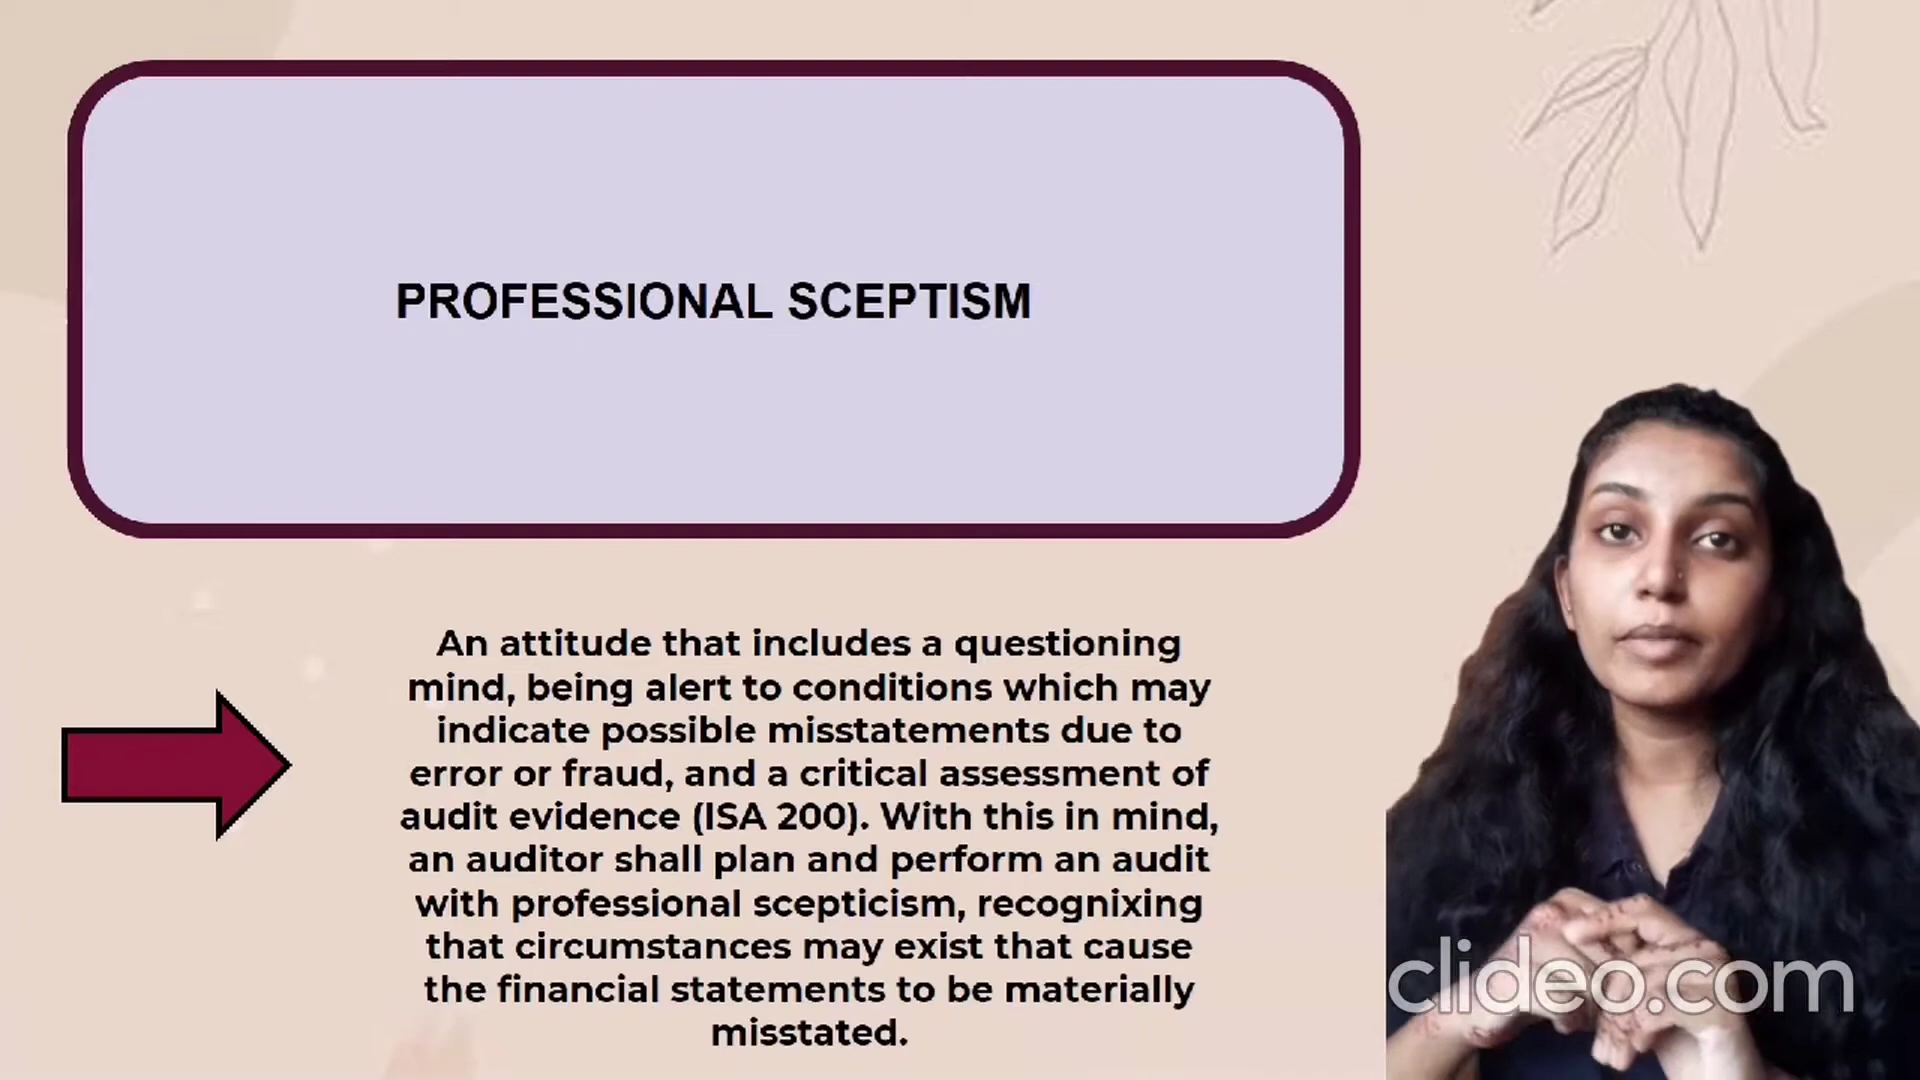 PROFESSIONAL SCEPTISM
An attitude that includes a questioning
mind, being alert to conditions which may
indicate possible misstatements due to
error or fraud, and a critical assessment of
audit evidence (ISA 200). With this in mind,
an auditor shall plan and perform an audit
with professional scepticism, recognixing
that circumstances may exist that cause
the financial statements to be materially
misstated.
clideo.com